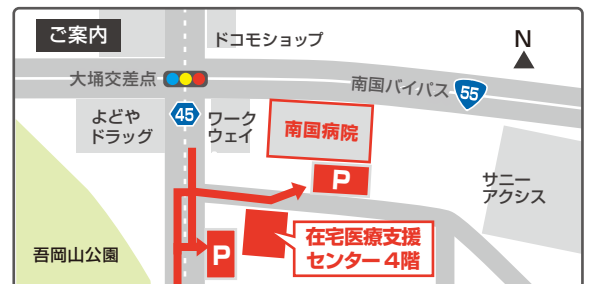 ご案内
ドコモショップ
N
大埇交差点
南国バイパス
55
よどや
ドラッグ
45
ワーク
ウェイ
南国病院
P
サニー
アクシス
在宅医療支援
センター4階
P
吾岡山公園